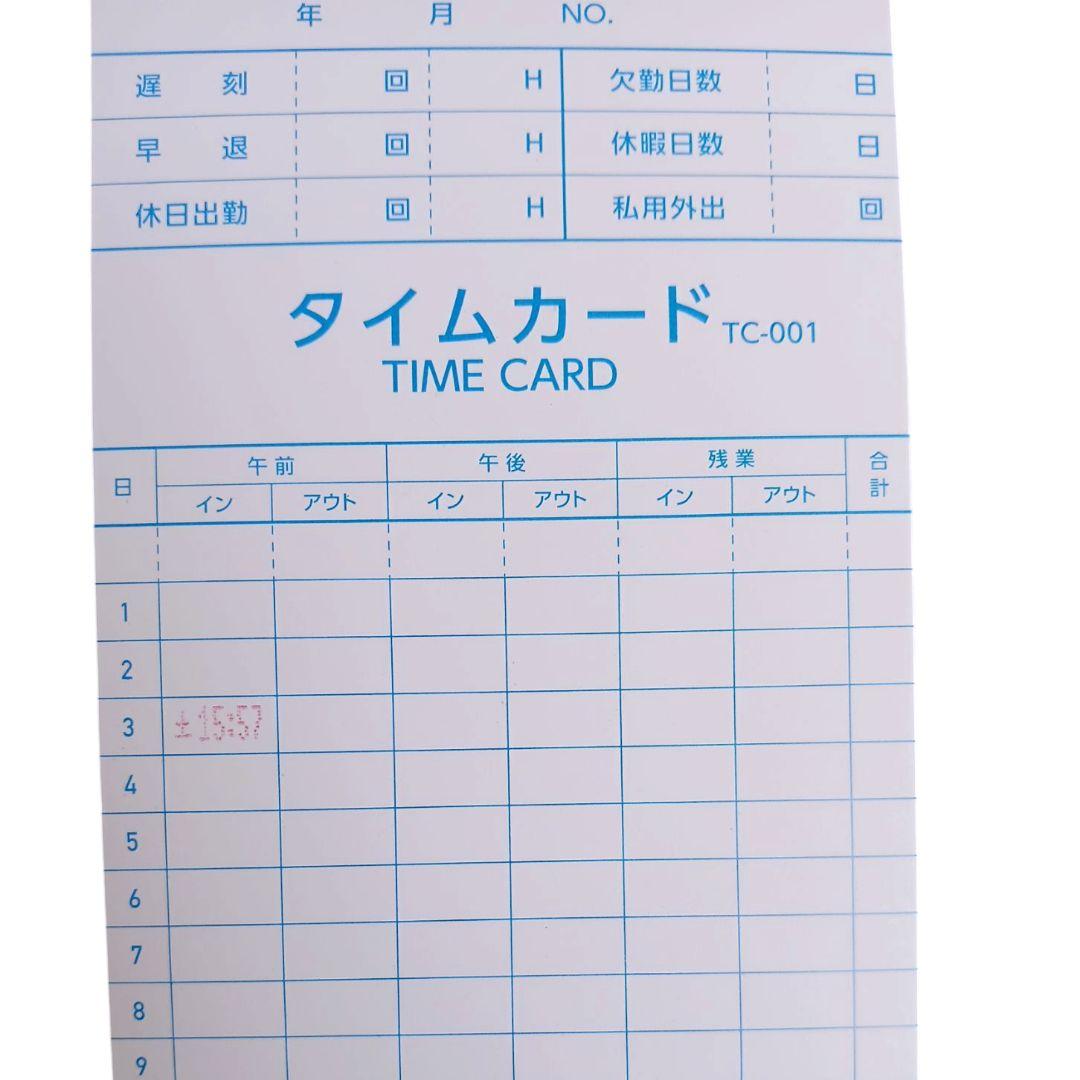 年 月 NO.
遅刻 回 H 欠勤日数 日
早退 回 H 休暇日数 日
休日出勤 回 H 私用外出 回
タイムカード TC-001
TIME CARD
日 午前 午後 残業 合計
イン アウト イン アウト イン アウト
1
2
3 土15:57
4
5
6
7
8
9